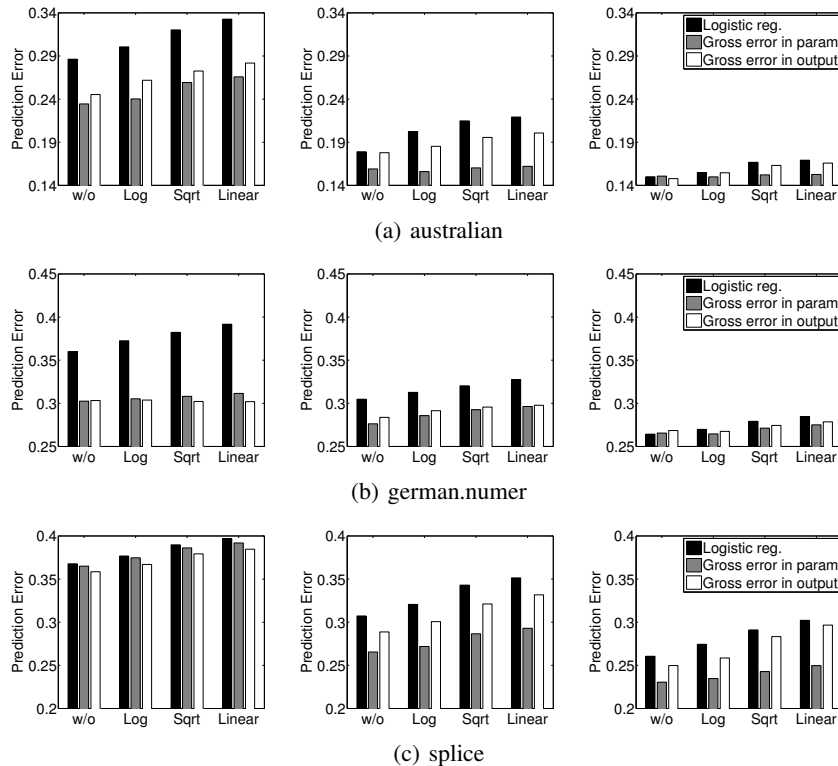 0.34
0.29
0.24
0.19
0.14
Prediction Error
w/o Log Sqrt Linear
0.34
0.29
0.24
0.19
0.14
Prediction Error
w/o Log Sqrt Linear
0.34
0.29
0.24
0.19
0.14
Prediction Error
w/o Log Sqrt Linear
Logistic reg.
Gross error in param
Gross error in output
(a) australian
0.45
0.4
0.35
0.3
0.25
Prediction Error
w/o Log Sqrt Linear
0.45
0.4
0.35
0.3
0.25
Prediction Error
w/o Log Sqrt Linear
0.45
0.4
0.35
0.3
0.25
Prediction Error
w/o Log Sqrt Linear
Logistic reg.
Gross error in param
Gross error in output
(b) german.numer
0.4
0.35
0.3
0.25
0.2
Prediction Error
w/o Log Sqrt Linear
0.4
0.35
0.3
0.25
0.2
Prediction Error
w/o Log Sqrt Linear
0.4
0.35
0.3
0.25
0.2
Prediction Error
w/o Log Sqrt Linear
Logistic reg.
Gross error in param
Gross error in output
(c) splice